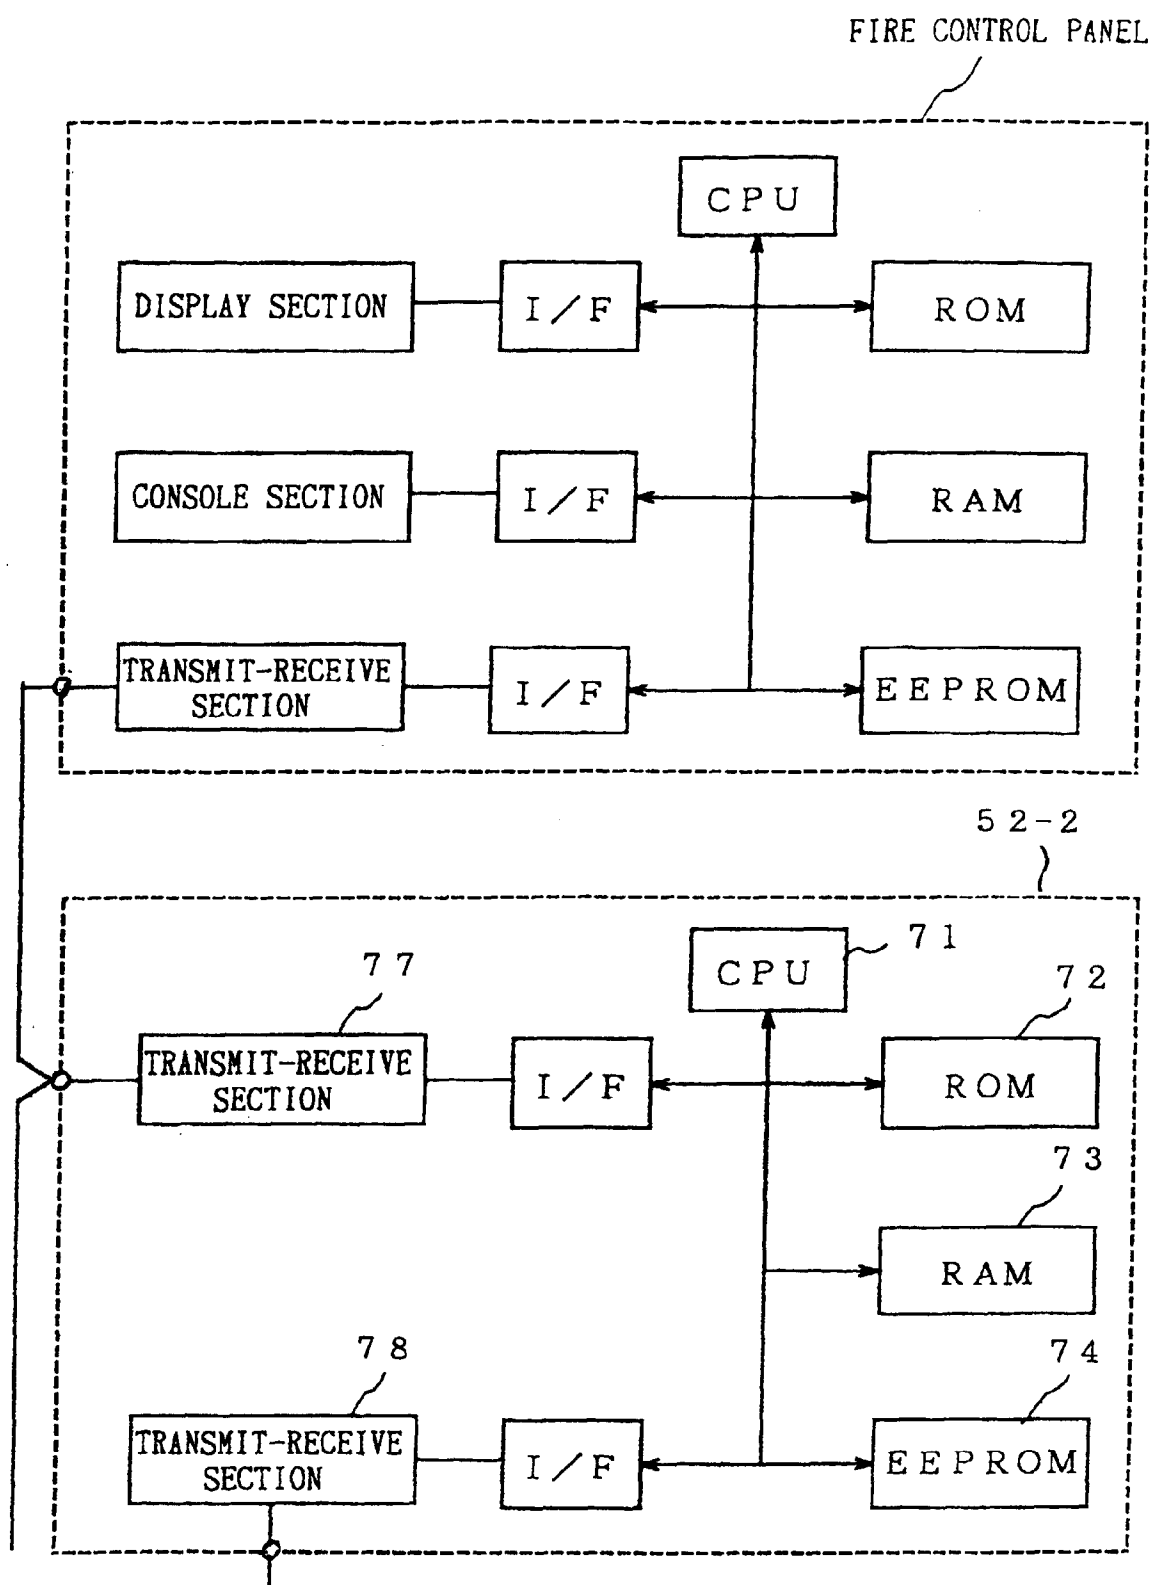 FIRE CONTROL PANEL
CPU
DISPLAY SECTION
I/F
ROM
CONSOLE SECTION
I/F
RAM
TRANSMIT-RECEIVE
SECTION
I/F
EEPROM
52-2
71
CPU
77
72
TRANSMIT-RECEIVE
SECTION
I/F
ROM
73
RAM
78
74
TRANSMIT-RECEIVE
SECTION
I/F
EEPROM